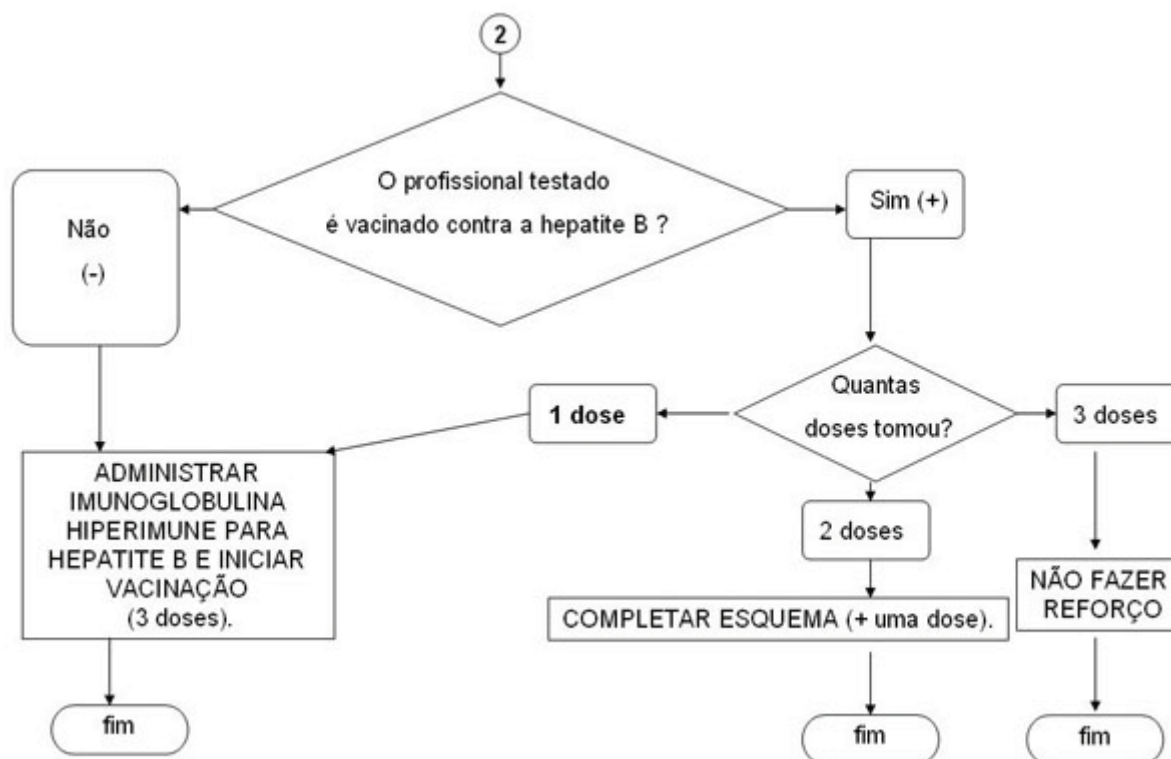 2
O profissional testado
é vacinado contra a hepatite B ?
Não
(-)
Sim (+)
Quantas
doses tomou?
1 dose
3 doses
2 doses
ADMINISTRAR
IMUNOGLOBULINA
HIPERIMUNE PARA
HEPATITE B E INICIAR
VACINAÇÃO
(3 doses).
COMPLETAR ESQUEMA (+ uma dose).
NÃO FAZER
REFORÇO
fim
fim
fim